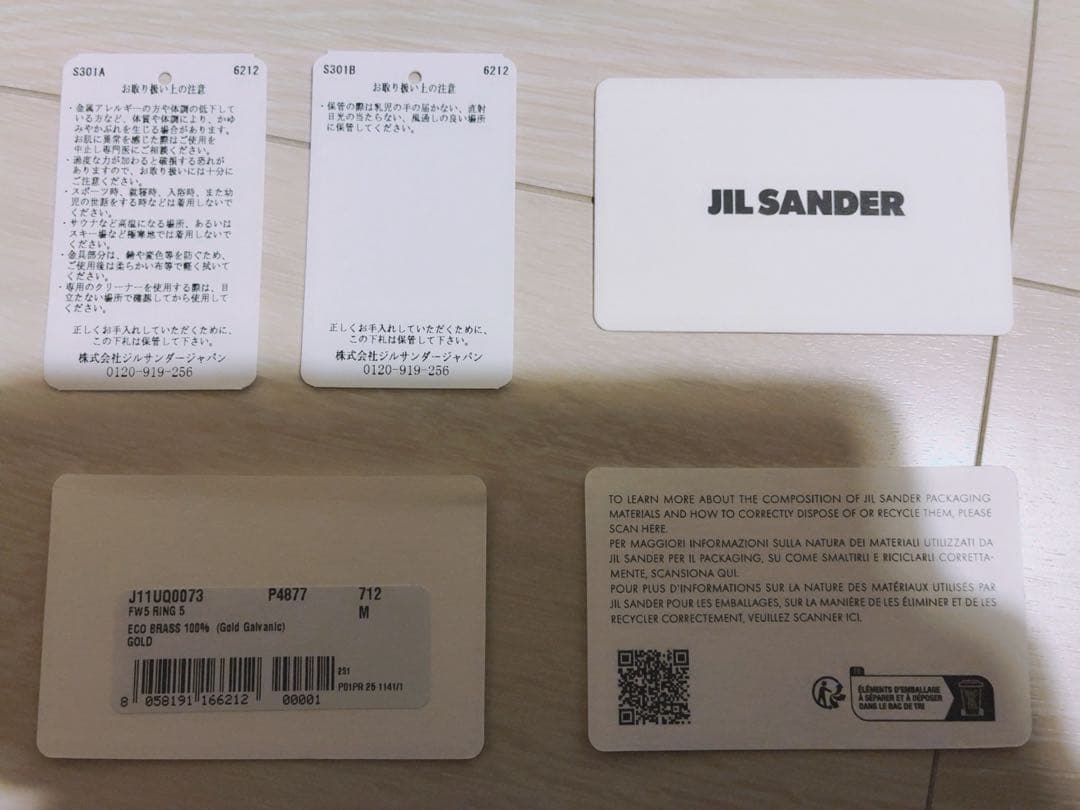 S301A 6212
お取り扱い上の注意
・金属アレルギーの方や体調の低下して
いる方など、体質や体調により、かゆ
みやかぶれを生じる場合があります。
お肌に異常を感じた際はご使用を
中止し専門医にご相談ください。
・過度な力が加わると破損する恐れが
ありますので、お取り扱いには十分に
ご注意ください。
・スポーツ時、就寝時、入浴時、また幼
児の世話をする時などは着用しないで
ください。
・サウナなど高温になる場所、あるいは
スキー場など極寒地では着用しないで
ください。
・金具部分は、錆や変色等を防ぐため、
ご使用後は柔らかい布等で軽く拭いて
ください。
・専用のクリーナーを使用する際は、目
立たない場所で確認してから使用して
ください。
正しくお手入れしていただくために、
この下札は保管して下さい。
株式会社ジルサンダージャパン
0120-919-256
S301B 6212
お取り扱い上の注意
・保管の際は乳児の手の届かない、直射
日光の当たらない、風通しの良い場所
に保管してください。
正しくお手入れしていただくために、
この下札は保管して下さい。
株式会社ジルサンダージャパン
0120-919-256
JIL SANDER
J11UQ0073 P4877 712
FW5 RING 5 M
ECO BRASS 100% (Gold Galvanic)
GOLD
251
P01PR 25 1141/1
8 058191 166212 00001
TO LEARN MORE ABOUT THE COMPOSITION OF JIL SANDER PACKAGING
MATERIALS AND HOW TO CORRECTLY DISPOSE OF OR RECYCLE THEM, PLEASE
SCAN HERE.
PER MAGGIORI INFORMAZIONI SULLA NATURA DEI MATERIALI UTILIZZATI DA
JIL SANDER PER IL PACKAGING, SU COME SMALTIRLI E RICICLARLI CORRETTA-
MENTE, SCANSIONA QUI.
POUR PLUS D'INFORMATIONS SUR LA NATURE DES MATÉRIAUX UTILISÉS PAR
JIL SANDER POUR LES EMBALLAGES, SUR LA MANIÈRE DE LES ÉLIMINER ET DE LES
RECYCLER CORRECTEMENT, VEUILLEZ SCANNER ICI.
FR
ÉLÉMENTS D'EMBALLAGE
À SÉPARER ET À DÉPOSER
DANS LE BAC DE TRI